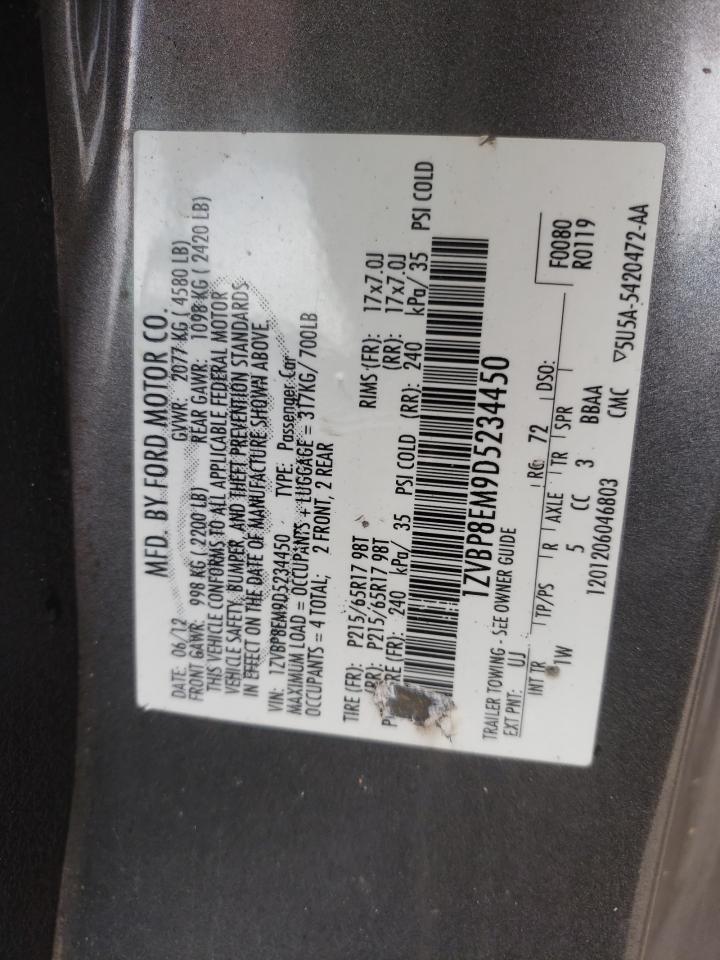 MFD. BY FORD MOTOR CO.
DATE: 06/12 GVWR: 2077 KG ( 4580 LB)
FRONT GAWR: 998 KG ( 2200 LB) REAR GAWR: 1098 KG ( 2420 LB)
THIS VEHICLE CONFORMS TO ALL APPLICABLE FEDERAL MOTOR
VEHICLE SAFETY, BUMPER, AND THEFT PREVENTION STANDARDS
IN EFFECT ON THE DATE OF MANUFACTURE SHOWN ABOVE.
VIN: 1ZVBP8EM9D5234450 TYPE: Passenger Car
MAXIMUM LOAD = OCCUPANTS + LUGGAGE = 317KG/700LB
OCCUPANTS = 4 TOTAL; 2 FRONT, 2 REAR
TIRE (FR): P215/65R17 98T RIMS (FR): 17x7.0J
(RR): P215/65R17 98T (RR): 17x7.0J
(FR): 240 kPa/ 35 PSI COLD (RR): 240 kPa/ 35 PSI COLD
1ZVBP8EM9D5234450
TRAILER TOWING - SEE OWNER GUIDE
EXT PNT: UJ RC: 72 DSO: F0080
R0119
INT TR TP/PS R AXLE TR SPR
1W 5 CC 3 BBAA
1201206046803 CMC ▽5U5A-5420472-AA